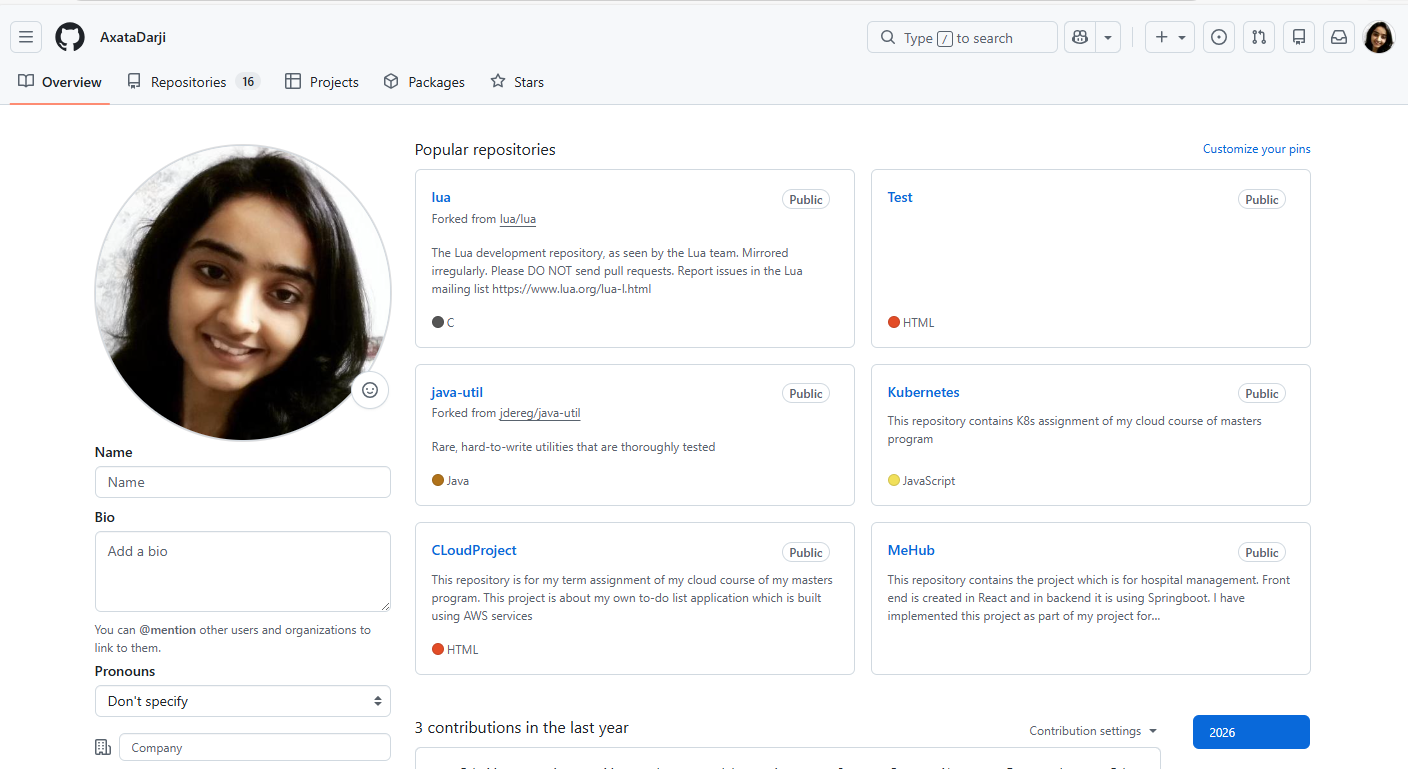 AxataDarji
Type / to search
Overview
Repositories 16
Projects
Packages
Stars
Name
Name
Bio
Add a bio
You can @mention other users and organizations to
link to them.
Pronouns
Don't specify
Company
Popular repositories
Customize your pins
lua
Public
Forked from lua/lua
The Lua development repository, as seen by the Lua team. Mirrored
irregularly. Please DO NOT send pull requests. Report issues in the Lua
mailing list https://www.lua.org/lua-l.html
C
Test
Public
HTML
java-util
Public
Forked from jdereg/java-util
Rare, hard-to-write utilities that are thoroughly tested
Java
Kubernetes
Public
This repository contains K8s assignment of my cloud course of masters
program
JavaScript
CLoudProject
Public
This repository is for my term assignment of my cloud course of my masters
program. This project is about my own to-do list application which is built
using AWS services
HTML
MeHub
Public
This repository contains the project which is for hospital management. Front
end is created in React and in backend it is using Springboot. I have
implemented this project as part of my project for...
3 contributions in the last year
Contribution settings
2026